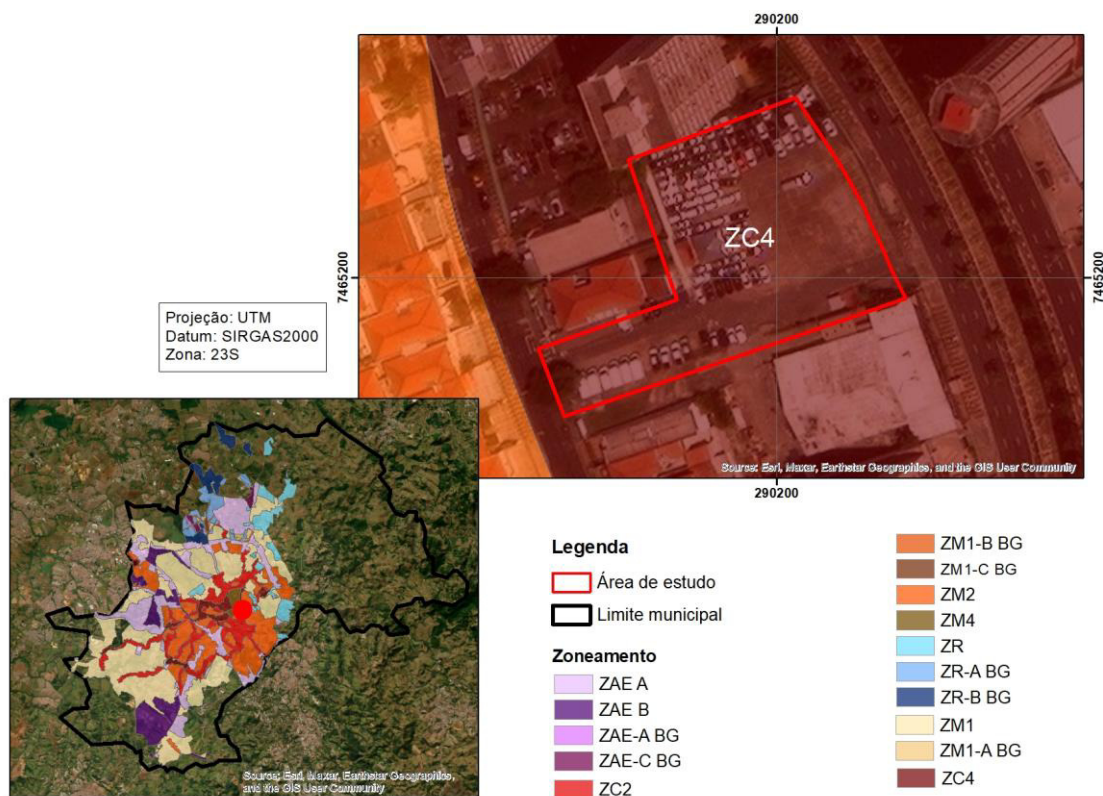 290200
7465200
7465200
ZC4
Source: Esri, Maxar, Earthstar Geographics, and the GIS User Community
290200
Projeção: UTM
Datum: SIRGAS2000
Zona: 23S
Source: Esri, Maxar, Earthstar Geographics,
and the GIS User Community
Legenda
Área de estudo
Limite municipal
Zoneamento
ZAE A
ZAE B
ZAE-A BG
ZAE-C BG
ZC2
ZM1-B BG
ZM1-C BG
ZM2
ZM4
ZR
ZR-A BG
ZR-B BG
ZM1
ZM1-A BG
ZC4